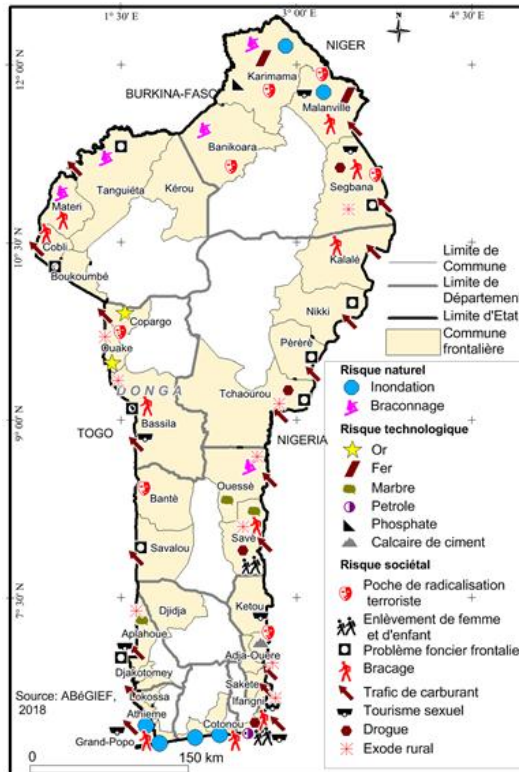 1° 30'E
3° 00'E
4° 30'E
N
NIGER
12° 00'N
Karimama
BURKINA-FASO
Malanville
Banikoara
Segbana
Tanguiéta
Kérou
Materi
10° 30'N
Cobli
Kalalé
Boukoumbé
Limite de
Commune
Nikki
Limite de
Département
Limite d'Etat
Commune
frontalière
Copargo
Ouake
Pèrèrè
DONGA
Tchaourou
Bassila
9° 00'N
TOGO
NIGERIA
Risque naturel
Inondation
Braconnage
Risque technologique
Or
Fer
Marbre
Petrole
Phosphate
Calcaire de ciment
Risque sociétal
Poche de radicalisation
terroriste
Enlèvement de femme
et d'enfant
Problème foncier frontalie
Bracage
Trafic de carburant
Tourisme sexuel
Drogue
Exode rural
Ouessé
Bantè
Savè
Savalou
7° 30'N
Djidja
Ketou
Aplahoue
Adja-Ouere
Djakotomey
Sakete
Lokossa
Ifangni
Source: ABéGIEF,
2018
Athieme
Cotonou
Grand-Popo
0
150 km